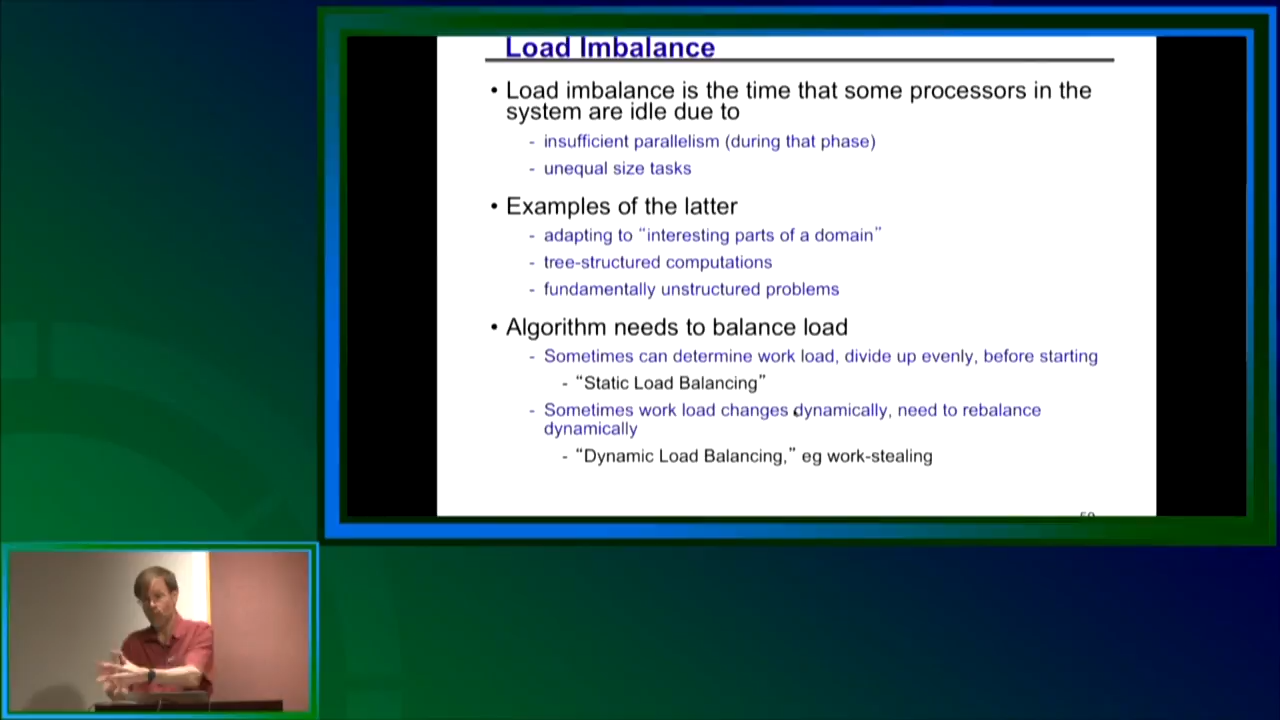 Load Imbalance
• Load imbalance is the time that some processors in the
system are idle due to
- insufficient parallelism (during that phase)
- unequal size tasks
• Examples of the latter
- adapting to “interesting parts of a domain”
- tree-structured computations
- fundamentally unstructured problems
• Algorithm needs to balance load
- Sometimes can determine work load, divide up evenly, before starting
- “Static Load Balancing”
- Sometimes work load changes dynamically, need to rebalance
dynamically
- “Dynamic Load Balancing,” eg work-stealing